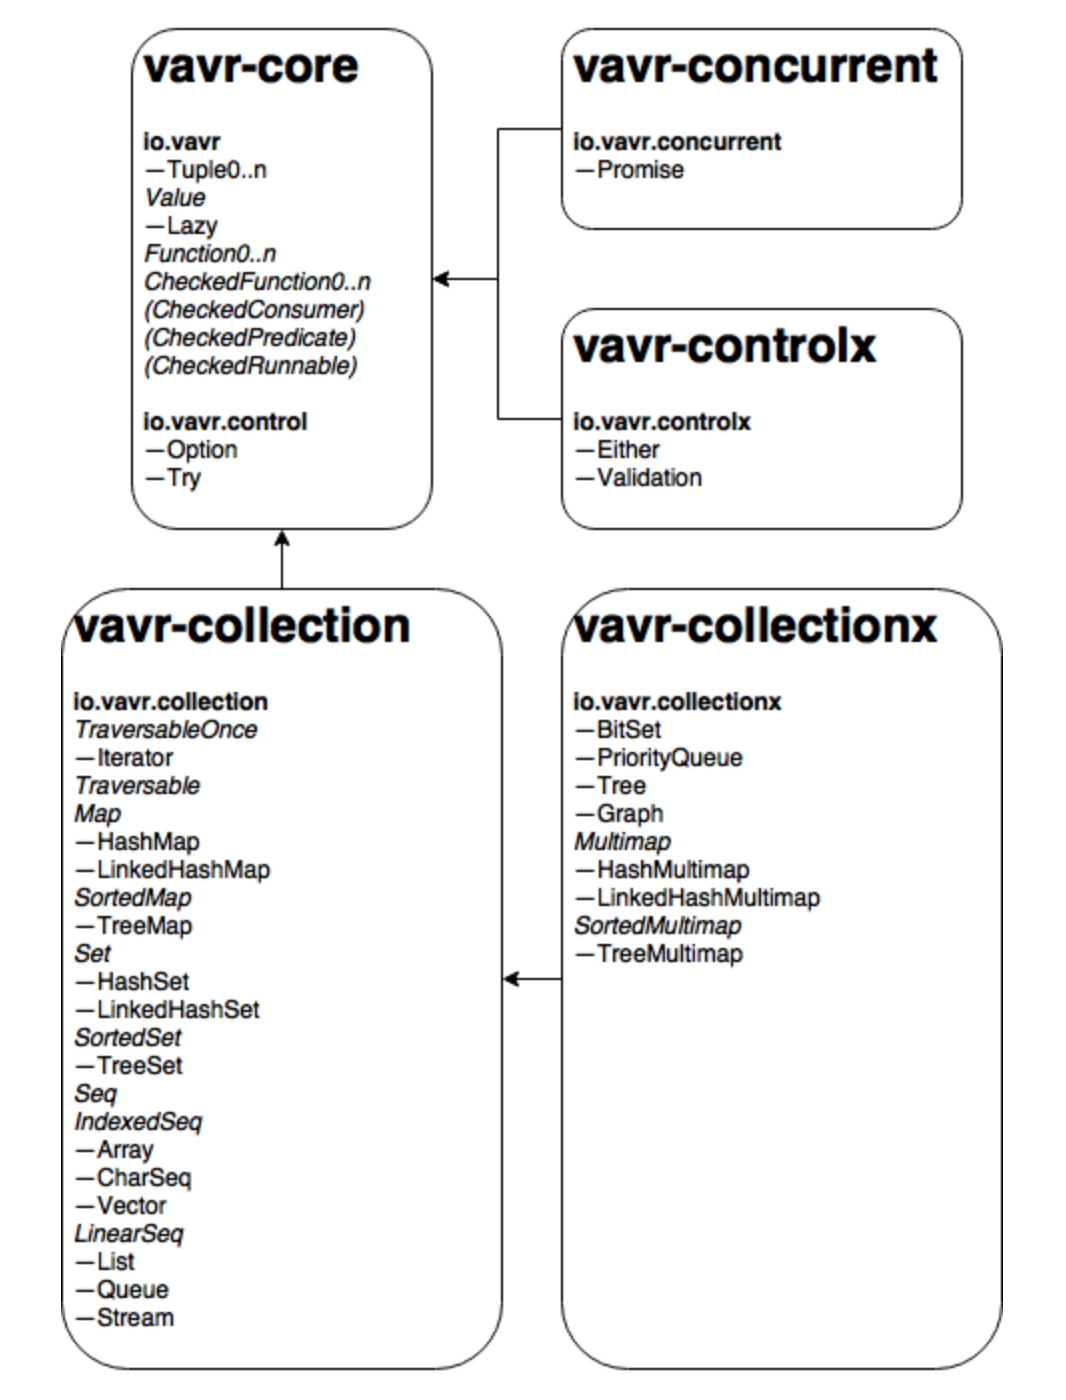 vavr-core
io.vavr
—Tuple0..n
Value
—Lazy
Function0..n
CheckedFunction0..n
(CheckedConsumer)
(CheckedPredicate)
(CheckedRunnable)
io.vavr.control
—Option
—Try
vavr-concurrent
io.vavr.concurrent
—Promise
vavr-controlx
io.vavr.controlx
—Either
—Validation
vavr-collection
io.vavr.collection
TraversableOnce
—Iterator
Traversable
Map
—HashMap
—LinkedHashMap
SortedMap
—TreeMap
Set
—HashSet
—LinkedHashSet
SortedSet
—TreeSet
Seq
IndexedSeq
—Array
—CharSeq
—Vector
LinearSeq
—List
—Queue
—Stream
vavr-collectionx
io.vavr.collectionx
—BitSet
—PriorityQueue
—Tree
—Graph
Multimap
—HashMultimap
—LinkedHashMultimap
SortedMultimap
—TreeMultimap